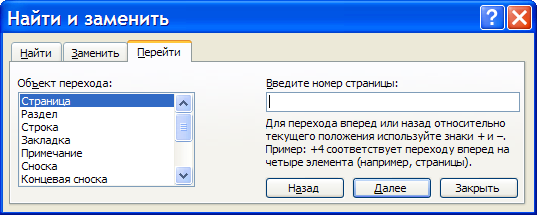 Найти и заменить
Найти Заменить Перейти
Объект перехода:
Страница
Раздел
Строка
Закладка
Примечание
Сноска
Концевая сноска
Введите номер страницы:
Для перехода вперед или назад относительно
текущего положения используйте знаки + и –.
Пример: +4 соответствует переходу вперед на
четыре элемента (например, страницы).
Назад Далее Закрыть